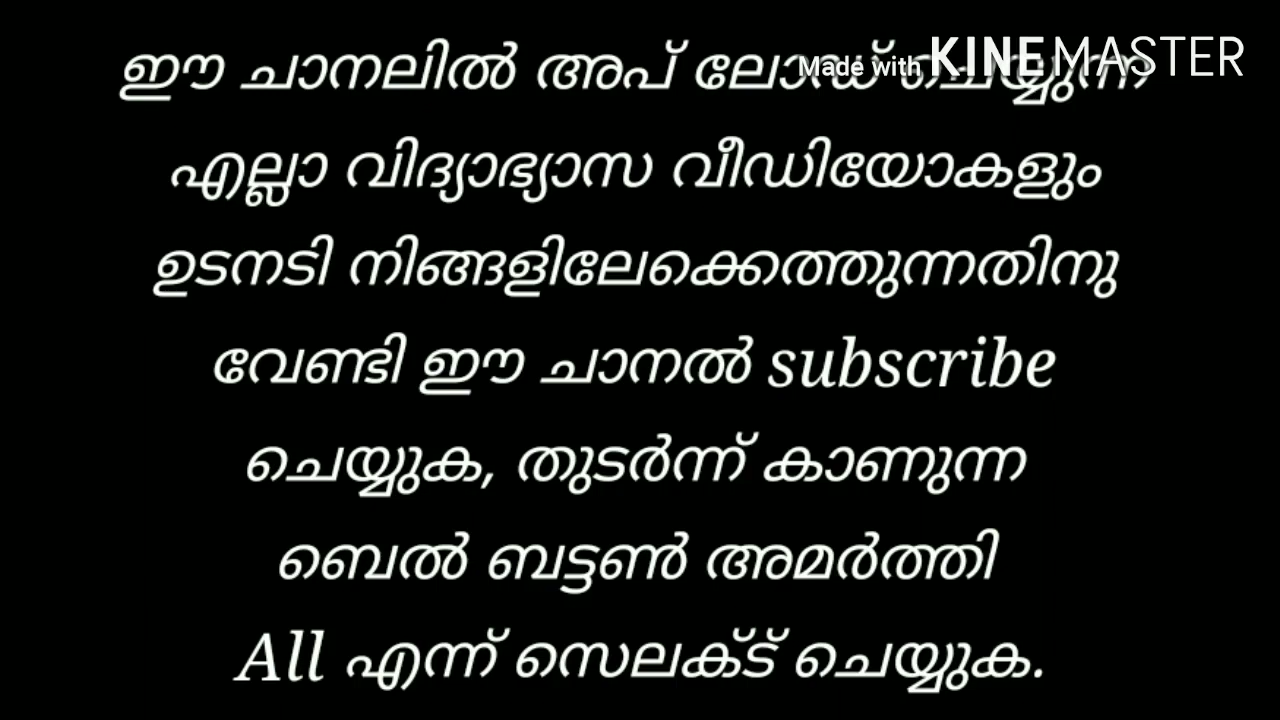 ഈ ചാനലിൽ അപ് ലോഡ് ചെയ്യുന്ന
Made with KINEMASTER
എല്ലാ വിദ്യാഭ്യാസ വീഡിയോകളും
ഉടനടി നിങ്ങളിലേക്കെത്തുന്നതിനു
വേണ്ടി ഈ ചാനൽ subscribe
ചെയ്യുക, തുടർന്ന് കാണുന്ന
ബെൽ ബട്ടൺ അമർത്തി
All എന്ന് സെലക്ട് ചെയ്യുക.